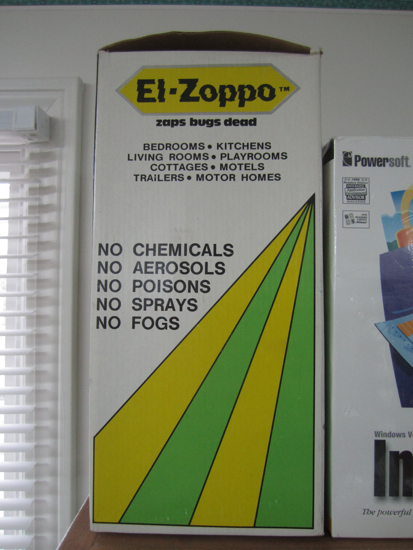 El-Zoppo™
zaps bugs dead
BEDROOMS • KITCHENS
LIVING ROOMS • PLAYROOMS
COTTAGES • MOTELS
TRAILERS • MOTOR HOMES
NO CHEMICALS
NO AEROSOLS
NO POISONS
NO SPRAYS
NO FOGS
Powersoft
Windows V
In
The powerful